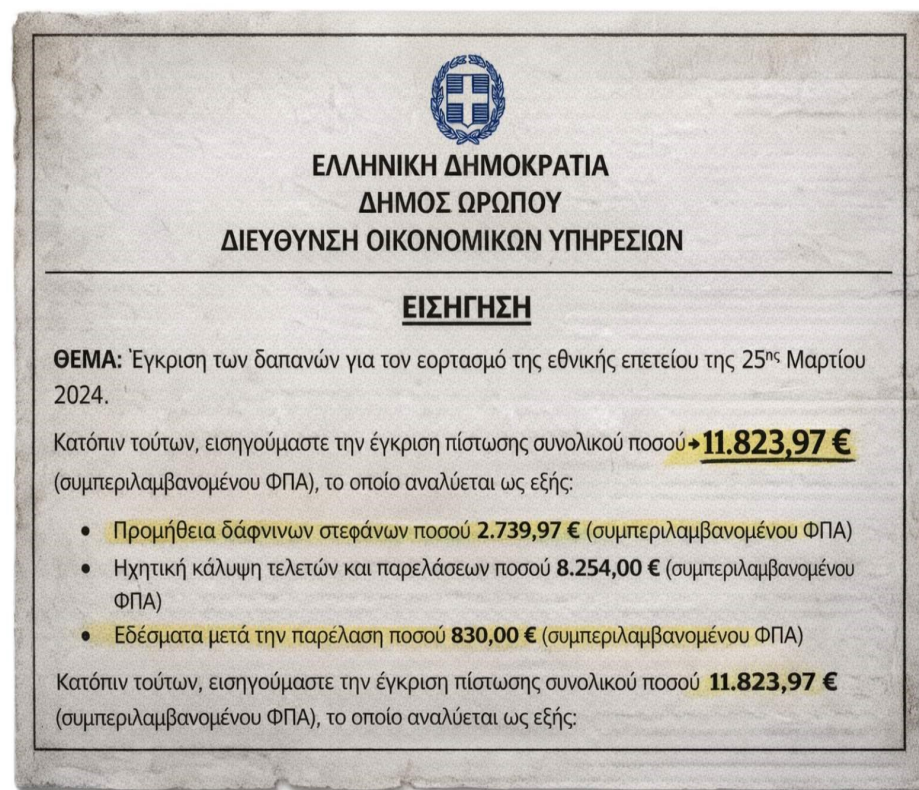 ΕΛΛΗΝΙΚΗ ΔΗΜΟΚΡΑΤΙΑ
ΔΗΜΟΣ ΩΡΩΠΟΥ
ΔΙΕΥΘΥΝΣΗ ΟΙΚΟΝΟΜΙΚΩΝ ΥΠΗΡΕΣΙΩΝ
ΕΙΣΗΓΗΣΗ
ΘΕΜΑ: Έγκριση των δαπανών για τον εορτασμό της εθνικής επετείου της 25ης Μαρτίου
2024.
Κατόπιν τούτων, εισηγούμαστε την έγκριση πίστωσης συνολικού ποσού→11.823,97 €
(συμπεριλαμβανομένου ΦΠΑ), το οποίο αναλύεται ως εξής:
• Προμήθεια δάφνινων στεφάνων ποσού 2.739,97 € (συμπεριλαμβανομένου ΦΠΑ)
• Ηχητική κάλυψη τελετών και παρελάσεων ποσού 8.254,00 € (συμπεριλαμβανομένου
ΦΠΑ)
• Εδέσματα μετά την παρέλαση ποσού 830,00 € (συμπεριλαμβανομένου ΦΠΑ)
Κατόπιν τούτων, εισηγούμαστε την έγκριση πίστωσης συνολικού ποσού 11.823,97 €
(συμπεριλαμβανομένου ΦΠΑ), το οποίο αναλύεται ως εξής: